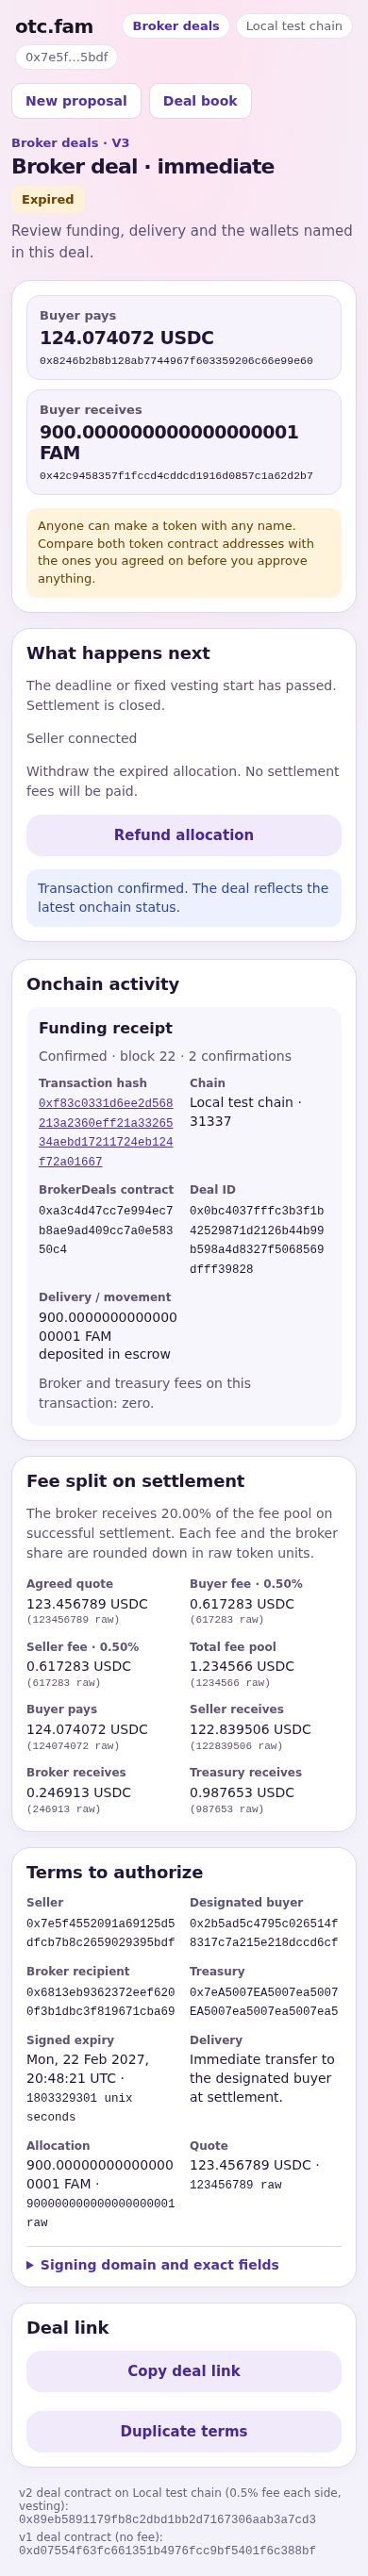 otc.fam
Broker deals
Local test chain
0x7e5f…5bdf
New proposal
Deal book
Broker deals · V3
Broker deal · immediate
Expired
Review funding, delivery and the wallets named
in this deal.
Buyer pays
124.074072 USDC
0x8246b2b8b128ab7744967f603359206c66e99e60
Buyer receives
900.000000000000000001
FAM
0x42c9458357f1fccd4cddcd1916d0857c1a62d2b7
Anyone can make a token with any name.
Compare both token contract addresses with
the ones you agreed on before you approve
anything.
What happens next
The deadline or fixed vesting start has passed.
Settlement is closed.
Seller connected
Withdraw the expired allocation. No settlement
fees will be paid.
Refund allocation
Transaction confirmed. The deal reflects the
latest onchain status.
Onchain activity
Funding receipt
Confirmed · block 22 · 2 confirmations
Transaction hash
0xf83c0331d6ee2d568
213a2360eff21a33265
34aebd17211724eb124
f72a01667
Chain
Local test chain ·
31337
BrokerDeals contract
0xa3c4d47cc7e994ec7
b8ae9ad409cc7a0e583
50c4
Deal ID
0x0bc4037fffc3b3f1b
42529871d2126b44b99
b598a4d8327f5068569
dfff39828
Delivery / movement
900.0000000000000
00001 FAM
deposited in escrow
Broker and treasury fees on this
transaction: zero.
Fee split on settlement
The broker receives 20.00% of the fee pool on
successful settlement. Each fee and the broker
share are rounded down in raw token units.
Agreed quote
123.456789 USDC
(123456789 raw)
Buyer fee · 0.50%
0.617283 USDC
(617283 raw)
Seller fee · 0.50%
0.617283 USDC
(617283 raw)
Total fee pool
1.234566 USDC
(1234566 raw)
Buyer pays
124.074072 USDC
(124074072 raw)
Seller receives
122.839506 USDC
(122839506 raw)
Broker receives
0.246913 USDC
(246913 raw)
Treasury receives
0.987653 USDC
(987653 raw)
Terms to authorize
Seller
0x7e5f4552091a69125d5
dfcb7b8c2659029395bdf
Designated buyer
0x2b5ad5c4795c026514f
8317c7a215e218dccd6cf
Broker recipient
0x6813eb9362372eef620
0f3b1dbc3f819671cba69
Treasury
0x7eA5007EA5007ea5007
EA5007ea5007ea5007ea5
Signed expiry
Mon, 22 Feb 2027,
20:48:21 UTC ·
1803329301 unix
seconds
Delivery
Immediate transfer to
the designated buyer
at settlement.
Allocation
900.00000000000000
0001 FAM ·
900000000000000000001
raw
Quote
123.456789 USDC ·
123456789 raw
Signing domain and exact fields
Deal link
Copy deal link
Duplicate terms
v2 deal contract on Local test chain (0.5% fee each side,
vesting):
0x89eb5891179fb8c2dbd1bb2d7167306aab3a7cd3
v1 deal contract (no fee):
0xd07554f63fc661351b4976fcc9bf5401f6c388bf